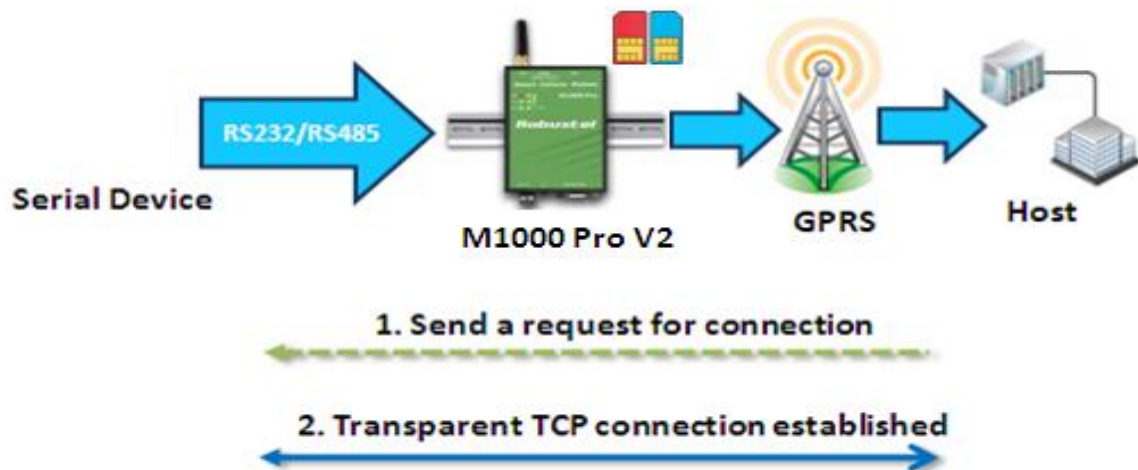 RS232/RS485
Robustel
Serial Device
M1000 Pro V2
GPRS
Host
1. Send a request for connection
2. Transparent TCP connection established